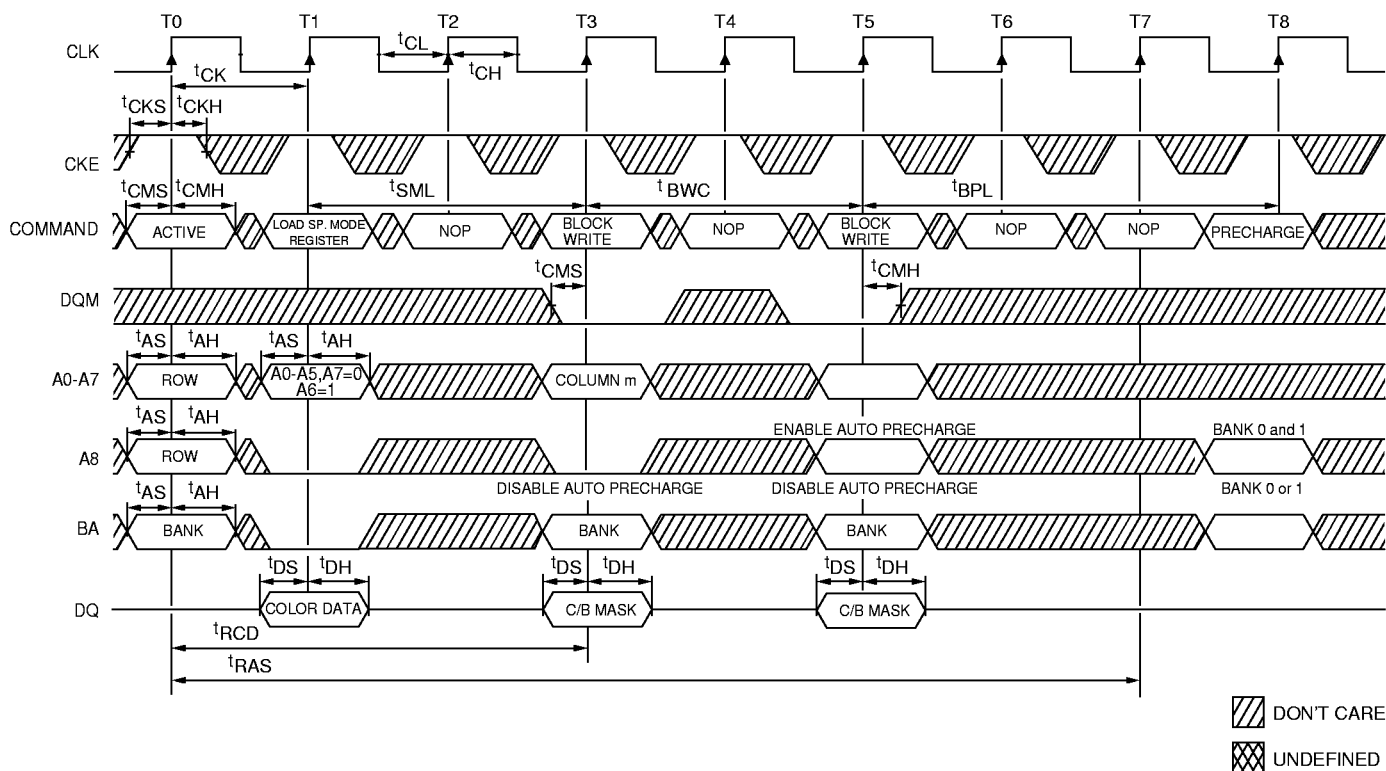 T0 T1 T2 T3 T4 T5 T6 T7 T8
CLK
tCL
tCK
tCH
tCKS tCKH
CKE
tCMS tCMH
tSML tBWC tBPL
COMMAND ACTIVE LOAD SP. MODE REGISTER NOP BLOCK WRITE NOP BLOCK WRITE NOP NOP PRECHARGE
tCMS tCMH
DQM
tAS tAH tAS tAH
A0-A7 ROW A0-A5,A7=0 A6=1 COLUMN m
tAS tAH
ENABLE AUTO PRECHARGE BANK 0 and 1
A8 ROW
DISABLE AUTO PRECHARGE DISABLE AUTO PRECHARGE BANK 0 or 1
tAS tAH
BA BANK BANK BANK
tDS tDH tDS tDH tDS tDH
DQ COLOR DATA C/B MASK C/B MASK
tRCD
tRAS
DON'T CARE
UNDEFINED